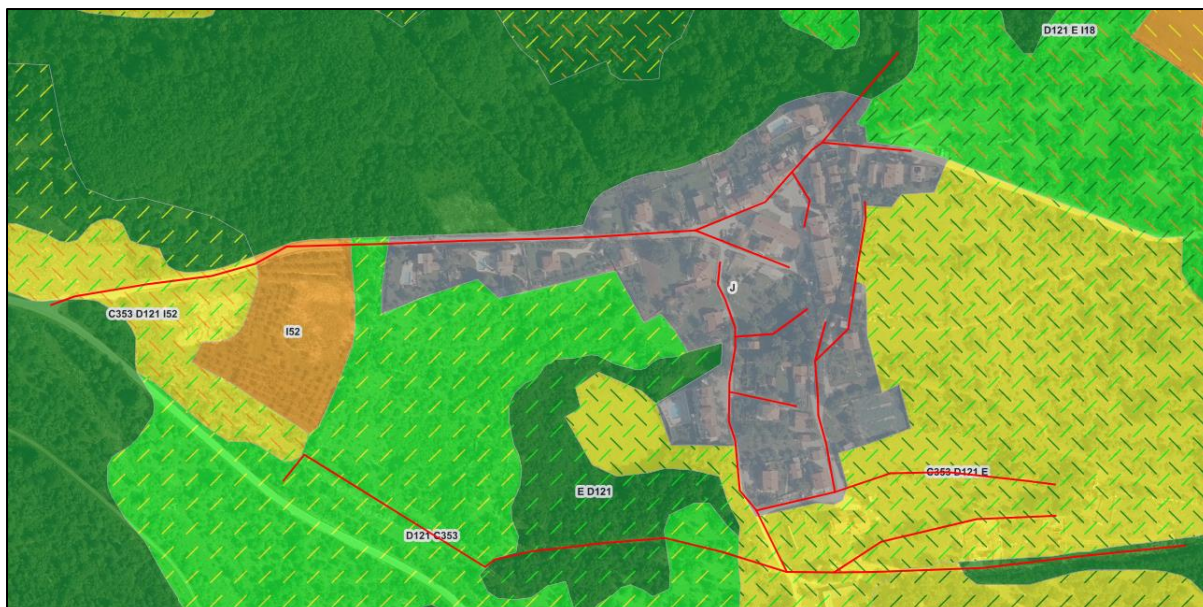 D121 E I18
C353 D121 I52
J
I52
C353 D121 E
E D121
D121 C353